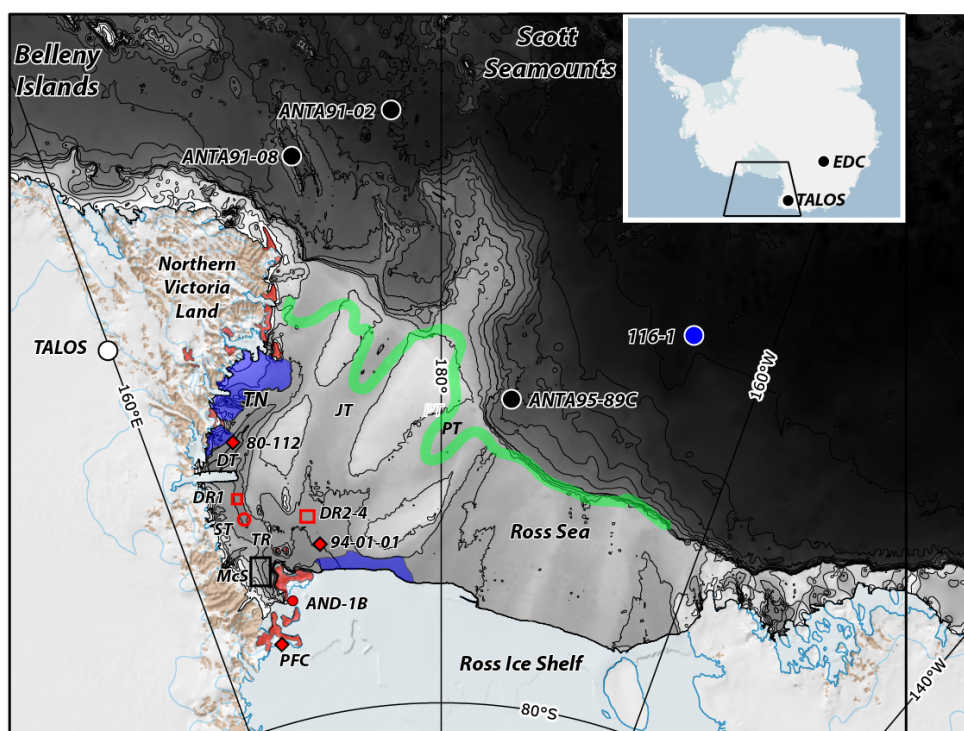 Belleny
Islands
Scott
Seamounts
ANTA91-02
ANTA91-08
EDC
TALOS
Northern
Victoria
Land
TALOS
116-1
160°W
180°
160°E
TN
JT
PT
PT
ANTA95-89C
80-112
DT
DR1
DR2-4
ST
TR
94-01-01
Ross Sea
McS
AND-1B
PFC
Ross Ice Shelf
80°S
140°W